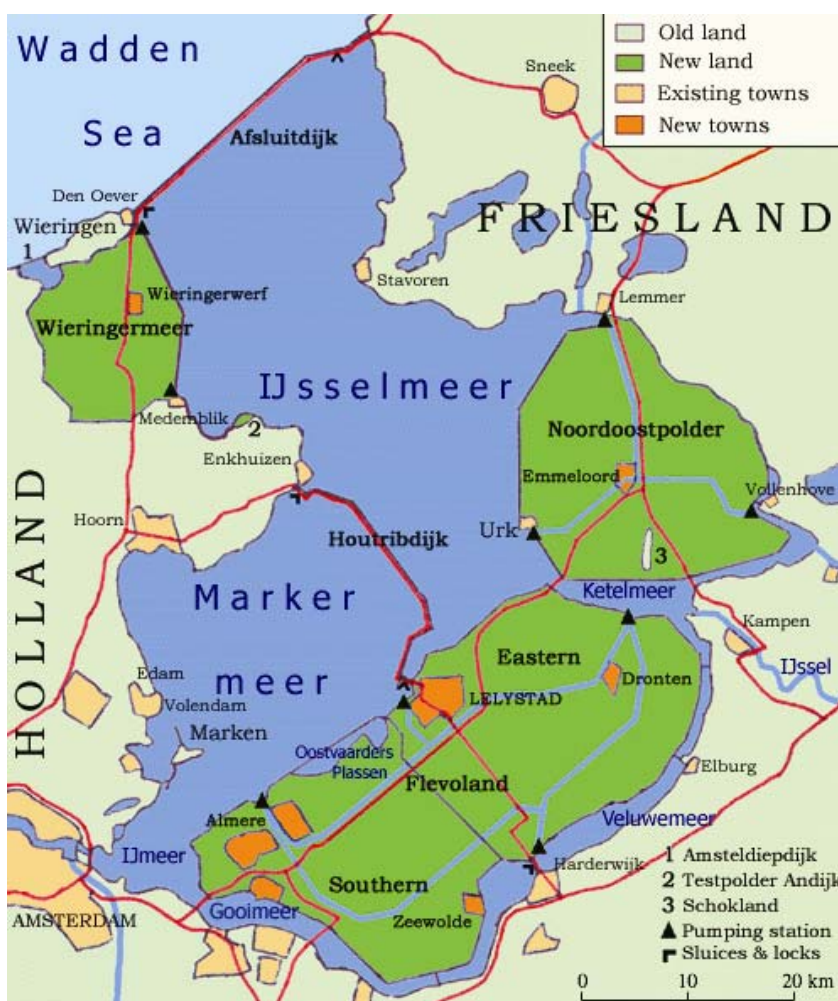 Wadden
Sea
Old land
New land
Existing towns
New towns
Sneek
Afsluitdijk
Den Oever
Wieringen
1
FRIESLAND
Stavoren
Lemmer
Wieringerwerf
Wieringermeer
IJsselmeer
Medemblik
2
Noordoostpolder
Enkhuizen
Emmeloord
Vollenhove
HOLLAND
Hoorn
Urk
Houtribdijk
3
Ketelmeer
Marker
meer
Kampen
Eastern
IJssel
Edam
Dronten
Volendam
LELYSTAD
Marken
Oostvaarders
Plassen
Elburg
Flevoland
Almere
Veluwemeer
IJmeer
Harderwijk
Southern
AMSTERDAM
Gooimeer
Zeewolde
1 Amsteldiepdijk
2 Testpolder Andijk
3 Schokland
Pumping station
Sluices & locks
0 10 20 km